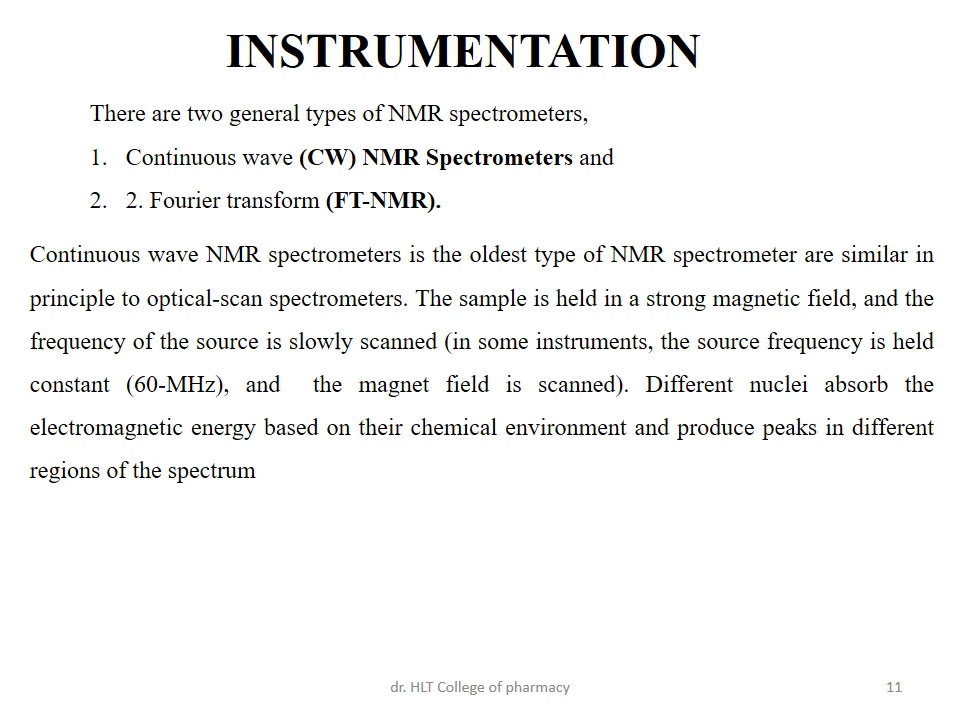 INSTRUMENTATION
There are two general types of NMR spectrometers,
1. Continuous wave (CW) NMR Spectrometers and
2. 2. Fourier transform (FT-NMR).
Continuous wave NMR spectrometers is the oldest type of NMR spectrometer are similar in
principle to optical-scan spectrometers. The sample is held in a strong magnetic field, and the
frequency of the source is slowly scanned (in some instruments, the source frequency is held
constant (60-MHz), and the magnet field is scanned). Different nuclei absorb the
electromagnetic energy based on their chemical environment and produce peaks in different
regions of the spectrum
dr. HLT College of pharmacy
11